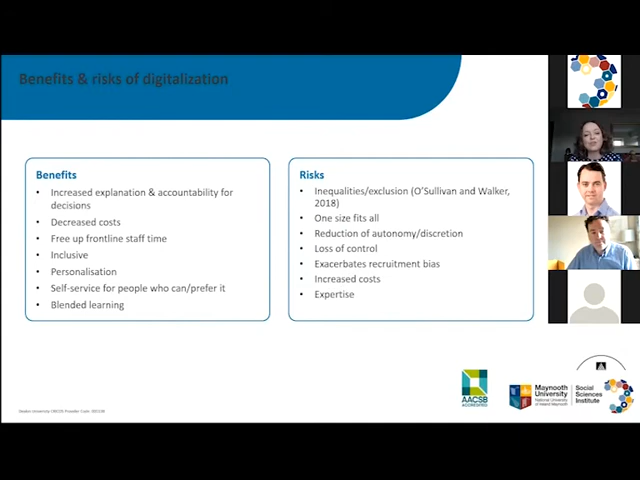 Benefits & risks of digitalization
Benefits
• Increased explanation & accountability for
decisions
• Decreased costs
• Free up frontline staff time
• Inclusive
• Personalisation
• Self-service for people who can/prefer it
• Blended learning
Risks
• Inequalities/exclusion (O'Sullivan and Walker,
2018)
• One size fits all
• Reduction of autonomy/discretion
• Loss of control
• Exacerbates recruitment bias
• Increased costs
• Expertise
AACSB
ACCREDITED
Maynooth
University
National University
of Ireland Maynooth
Social
Sciences
Institute